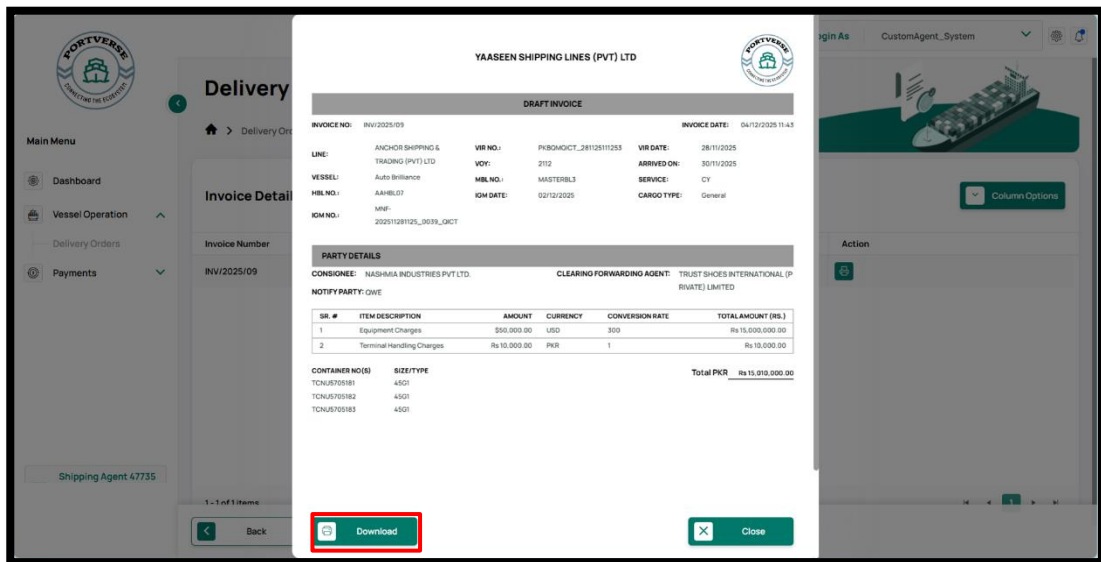 PORTVERSE
CONNECTING THE ECOSYSTEM
Main Menu
Dashboard
Vessel Operation
Delivery Orders
Payments
Shipping Agent 47735
Delivery
> Delivery Ord
Invoice Detail
Invoice Number
INV/2025/09
1-1 of 1 items
Back
YAASEEN SHIPPING LINES (PVT) LTD
PORTVERSE
DRAFT INVOICE
INVOICE NO: INV/2025/09 INVOICE DATE: 04/12/2025 11:43
LINE: ANCHOR SHIPPING & TRADING (PVT) LTD VIR NO.: PKBQMQICT_281125111253 VIR DATE: 28/11/2025
VOY: 2112 ARRIVED ON: 30/11/2025
VESSEL: Auto Brilliance MBL NO.: MASTERBL3 SERVICE: CY
HBL NO.: AAHBL07 IGM DATE: 02/12/2025 CARGO TYPE: General
IGM NO.: MNF-
202511281125_0039_QICT
PARTY DETAILS
CONSIGNEE: NASHMIA INDUSTRIES PVT LTD. CLEARING FORWARDING AGENT: TRUST SHOES INTERNATIONAL (P
RIVATE) LIMITED
NOTIFY PARTY: QWE
SR. # ITEM DESCRIPTION AMOUNT CURRENCY CONVERSION RATE TOTAL AMOUNT (RS.)
1 Equipment Charges $50,000.00 USD 300 Rs 15,000,000.00
2 Terminal Handling Charges Rs 10,000.00 PKR 1 Rs 10,000.00
CONTAINER NO(S) SIZE/TYPE Total PKR Rs 15,010,000.00
TCNU5705181 45G1
TCNU5705182 45G1
TCNU5705183 45G1
Download
Close
ogin As CustomAgent_System
Column Options
Action
1